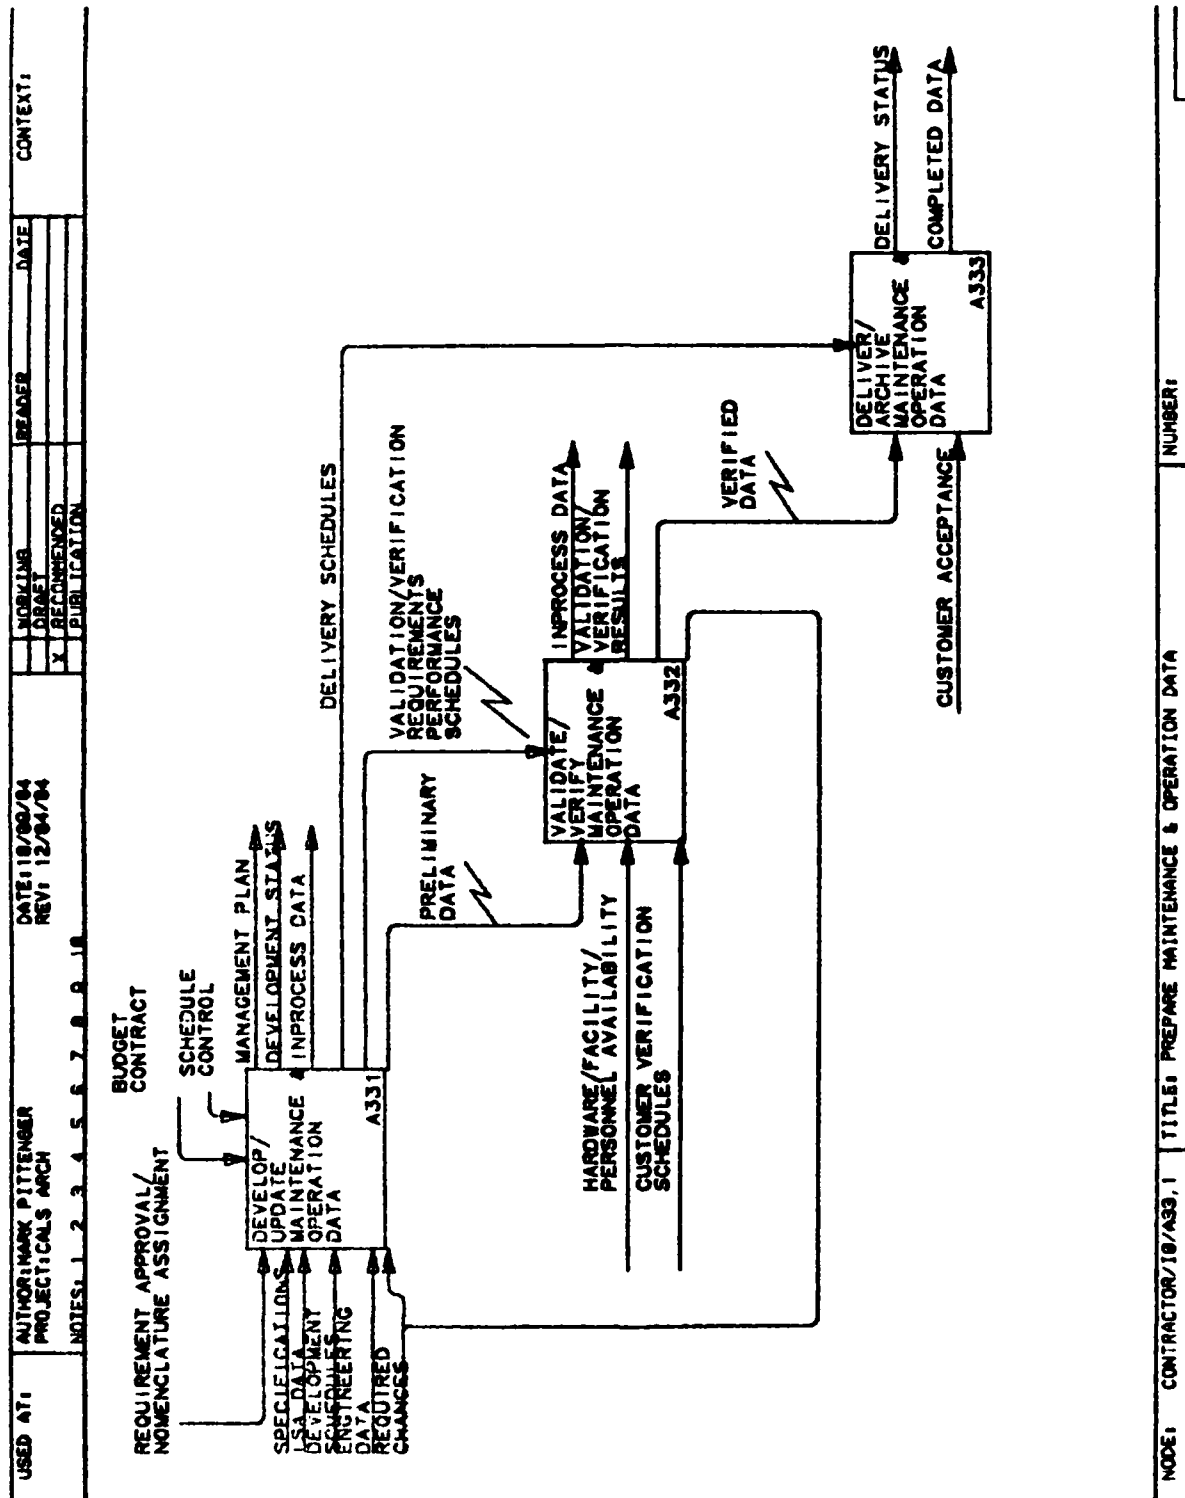 USED AT:
AUTHOR: MARK PITTENGER
PROJECT: CALS ARCH
DATE:
REV: 12/04/84
NOTES: 1 2 3 4 5 6 7 8 9 10
WORKING
DRAFT
X RECOMMENDED
PUBLICATION
READER
DATE
CONTEXT:
REQUIREMENT APPROVAL/
NOMENCLATURE ASSIGNMENT
BUDGET
CONTRACT
SCHEDULE
CONTROL
SPECIFICATIONS
LSA DATA
DEVELOPMENT
SCHEDULES
ENGINEERING
DATA
REQUIRED
CHANGES
DEVELOP/
UPDATE
MAINTENANCE &
OPERATION
DATA
A331
MANAGEMENT PLAN
DEVELOPMENT STATUS
INPROCESS DATA
DELIVERY SCHEDULES
VALIDATION/VERIFICATION
REQUIREMENTS
PERFORMANCE
SCHEDULES
PRELIMINARY
DATA
HARDWARE/FACILITY/
PERSONNEL AVAILABILITY
CUSTOMER VERIFICATION
SCHEDULES
VALIDATE/
VERIFY
MAINTENANCE &
OPERATION
DATA
A332
INPROCESS DATA
VALIDATION/
VERIFICATION
RESULTS
VERIFIED
DATA
CUSTOMER ACCEPTANCE
DELIVER/
ARCHIVE
MAINTENANCE &
OPERATION
DATA
A333
DELIVERY STATUS
COMPLETED DATA
NODE: CONTRACTOR/10/A33.1
TITLE: PREPARE MAINTENANCE & OPERATION DATA
NUMBER: